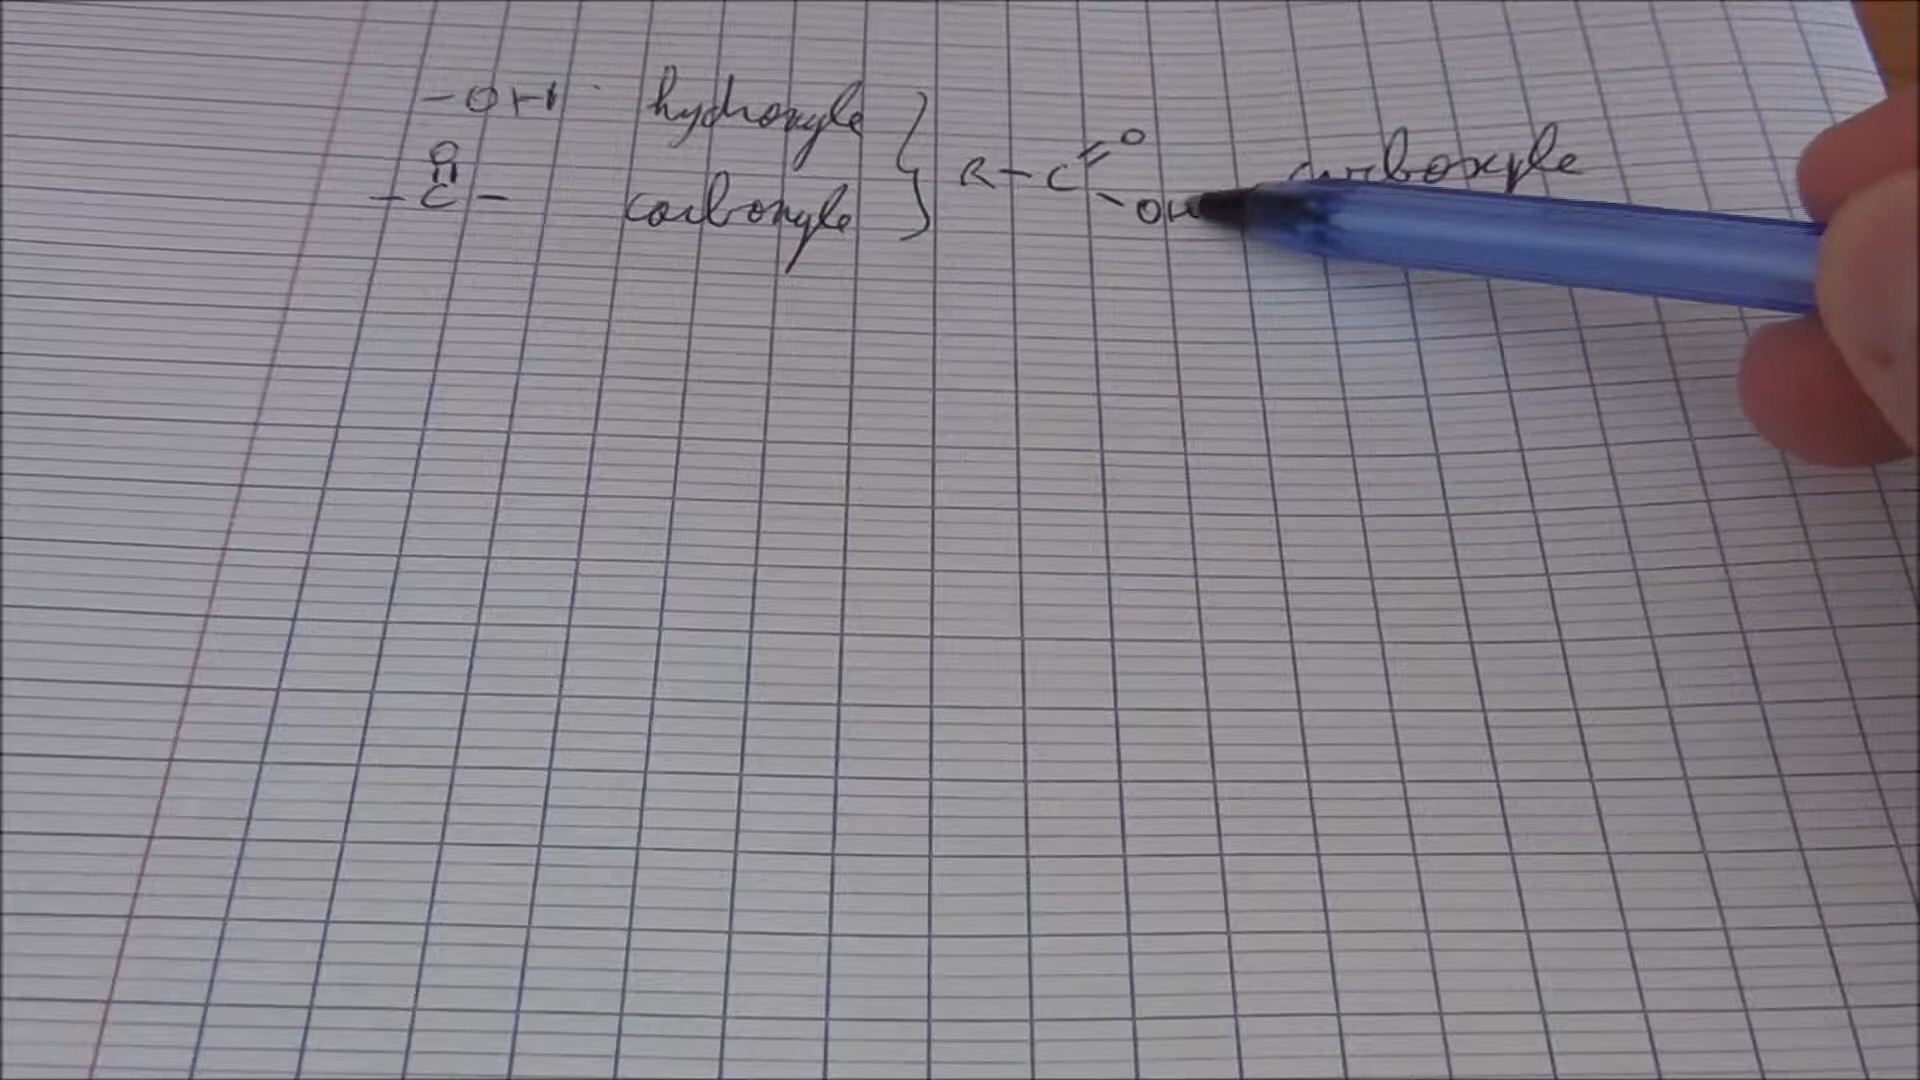 -OH hydroxyle
O
-C- carbonyle
R-C=O
-OH
carboxyle